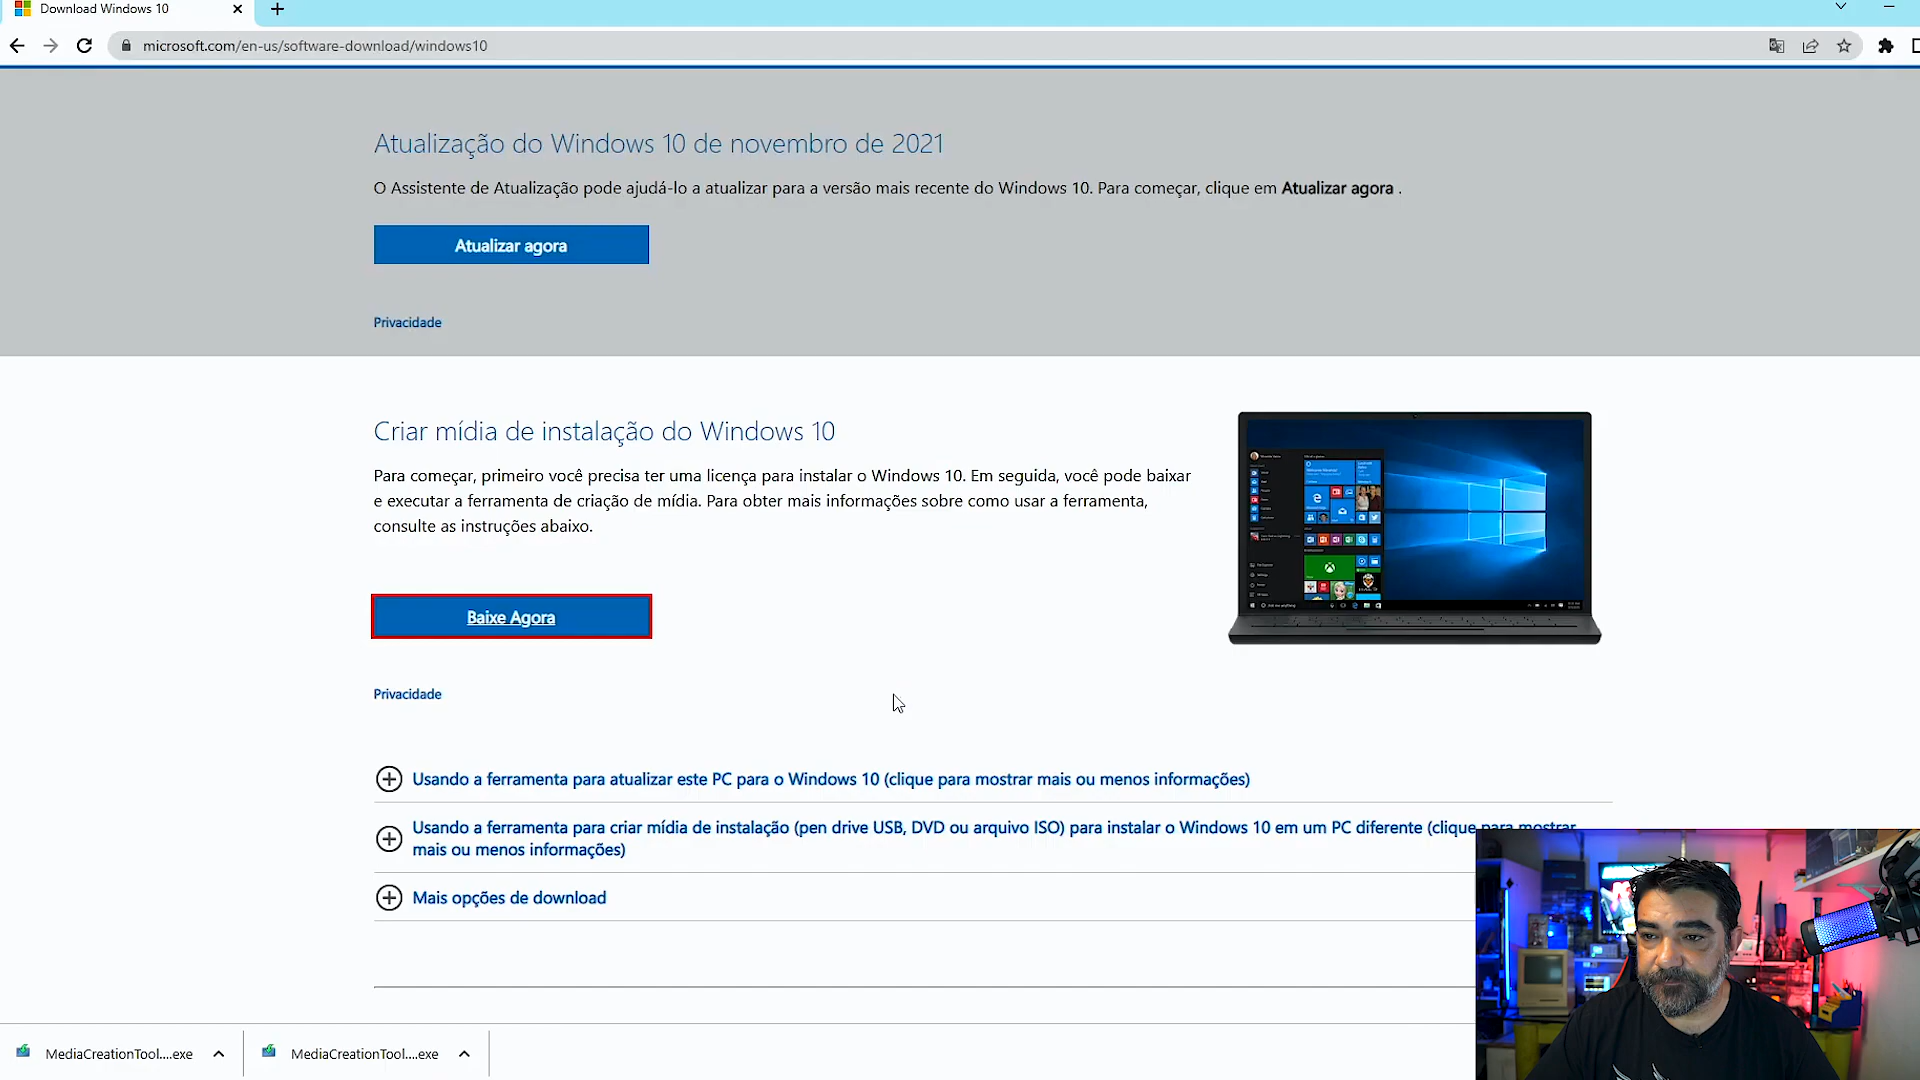 Download Windows 10
microsoft.com/en-us/software-download/windows10
Atualização do Windows 10 de novembro de 2021
O Assistente de Atualização pode ajudá-lo a atualizar para a versão mais recente do Windows 10. Para começar, clique em Atualizar agora .
Atualizar agora
Privacidade
Criar mídia de instalação do Windows 10
Para começar, primeiro você precisa ter uma licença para instalar o Windows 10. Em seguida, você pode baixar
e executar a ferramenta de criação de mídia. Para obter mais informações sobre como usar a ferramenta,
consulte as instruções abaixo.
Baixe Agora
Privacidade
Usando a ferramenta para atualizar este PC para o Windows 10 (clique para mostrar mais ou menos informações)
Usando a ferramenta para criar mídia de instalação (pen drive USB, DVD ou arquivo ISO) para instalar o Windows 10 em um PC diferente (clique para mostrar
mais ou menos informações)
Mais opções de download
MediaCreationTool....exe
MediaCreationTool....exe